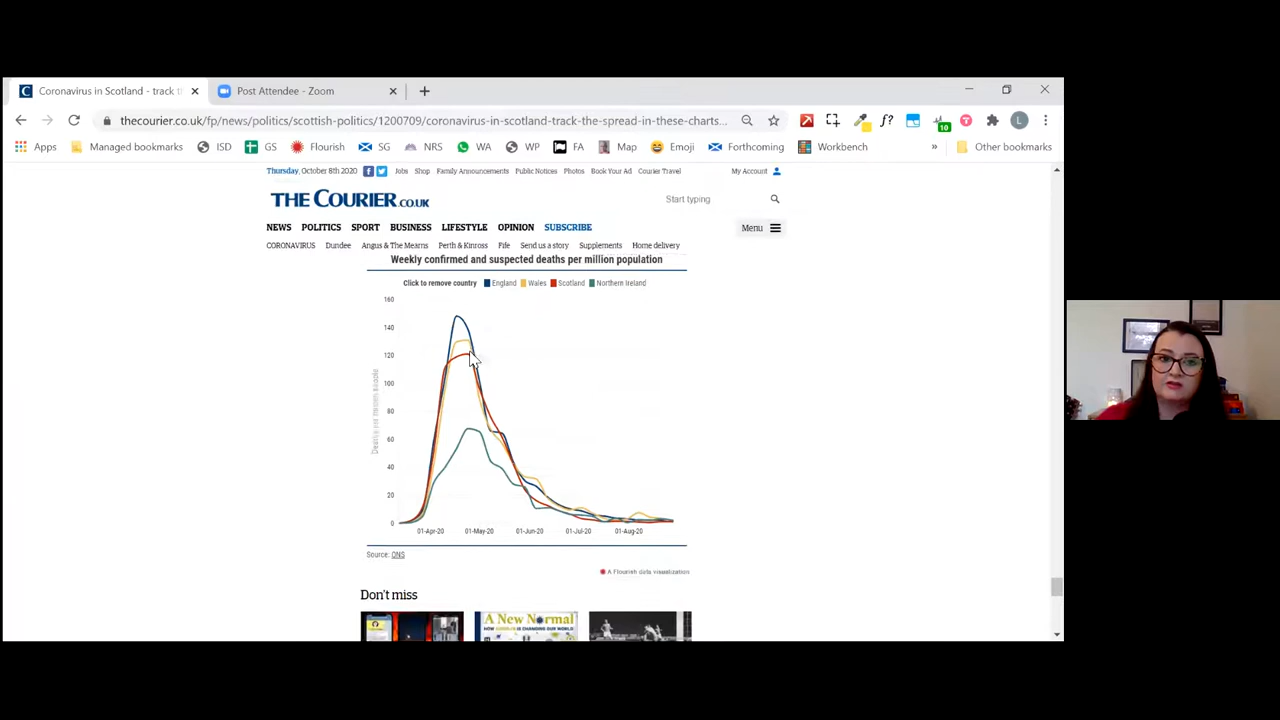 Coronavirus in Scotland - track t
Post Attendee - Zoom
thecourier.co.uk/fp/news/politics/scottish-politics/1200709/coronavirus-in-scotland-track-the-spread-in-these-charts...
10
L
Apps Managed bookmarks ISD GS Flourish SG NRS WA WP FA Map Emoji Forthcoming Workbench » Other bookmarks
Thursday, October 8th 2020 Jobs Shop Family Announcements Public Notices Photos Book Your Ad Courier Travel My Account
THE COURIER.CO.UK Start typing
NEWS POLITICS SPORT BUSINESS LIFESTYLE OPINION SUBSCRIBE Menu
CORONAVIRUS Dundee Angus & The Mearns Perth & Kinross Fife Send us a story Supplements Home delivery
Weekly confirmed and suspected deaths per million population
Click to remove country England Wales Scotland Northern Ireland
160
140
120
100
80
60
40
20
0
01-Apr-20 01-May-20 01-Jun-20 01-Jul-20 01-Aug-20
Source: ONS
A Flourish data visualization
Don't miss
A New Normal